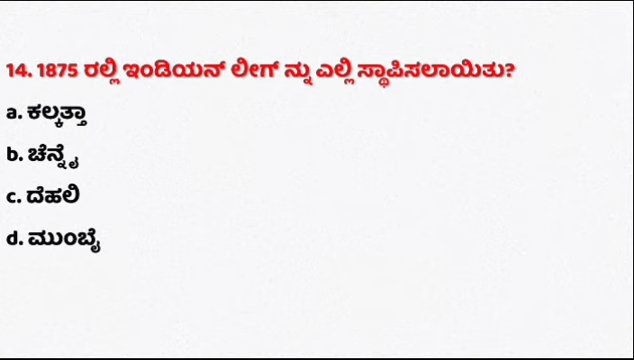 14. 1875 ರಲ್ಲಿ ಇಂಡಿಯನ್ ಲೀಗ್ ನ್ನು ಎಲ್ಲಿ ಸ್ಥಾಪಿಸಲಾಯಿತು?
a. ಕಲ್ಕತ್ತಾ
b. ಚೆನ್ನೈ
c. ದೆಹಲಿ
d. ಮುಂಬೈ